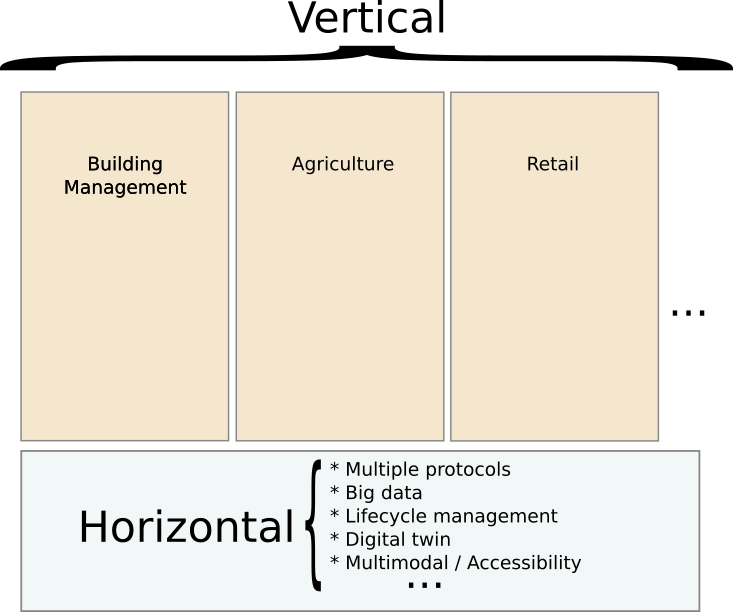 Vertical
Building
Management
Agriculture
Retail
...
Horizontal
* Multiple protocols
* Big data
* Lifecycle management
* Digital twin
* Multimodal / Accessibility
...